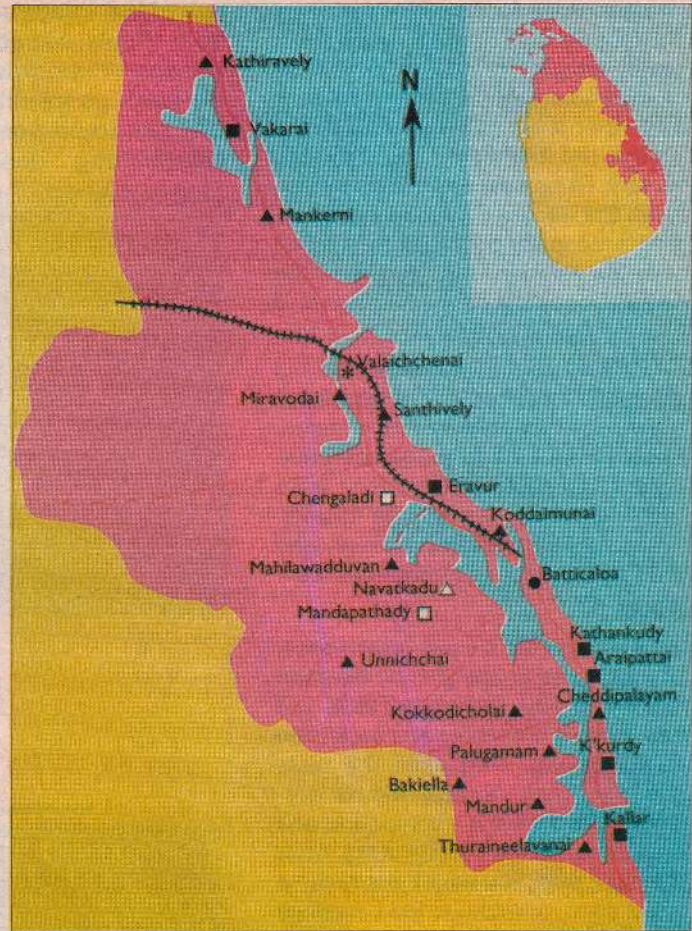 Kathiravely
N
Vakarai
Mankerni
Valaichchenai
Miravodai
Santhively
Eravur
Chengaladi
Koddaimunai
Mahilawadduvan
Batticaloa
Navatkadu
Mandapathady
Kathankudy
Unnichchai
Araipattai
Cheddipalayam
Kokkodicholai
K'kurdy
Palugamam
Bakiella
Mandur
Kallar
Thuraineelavanai